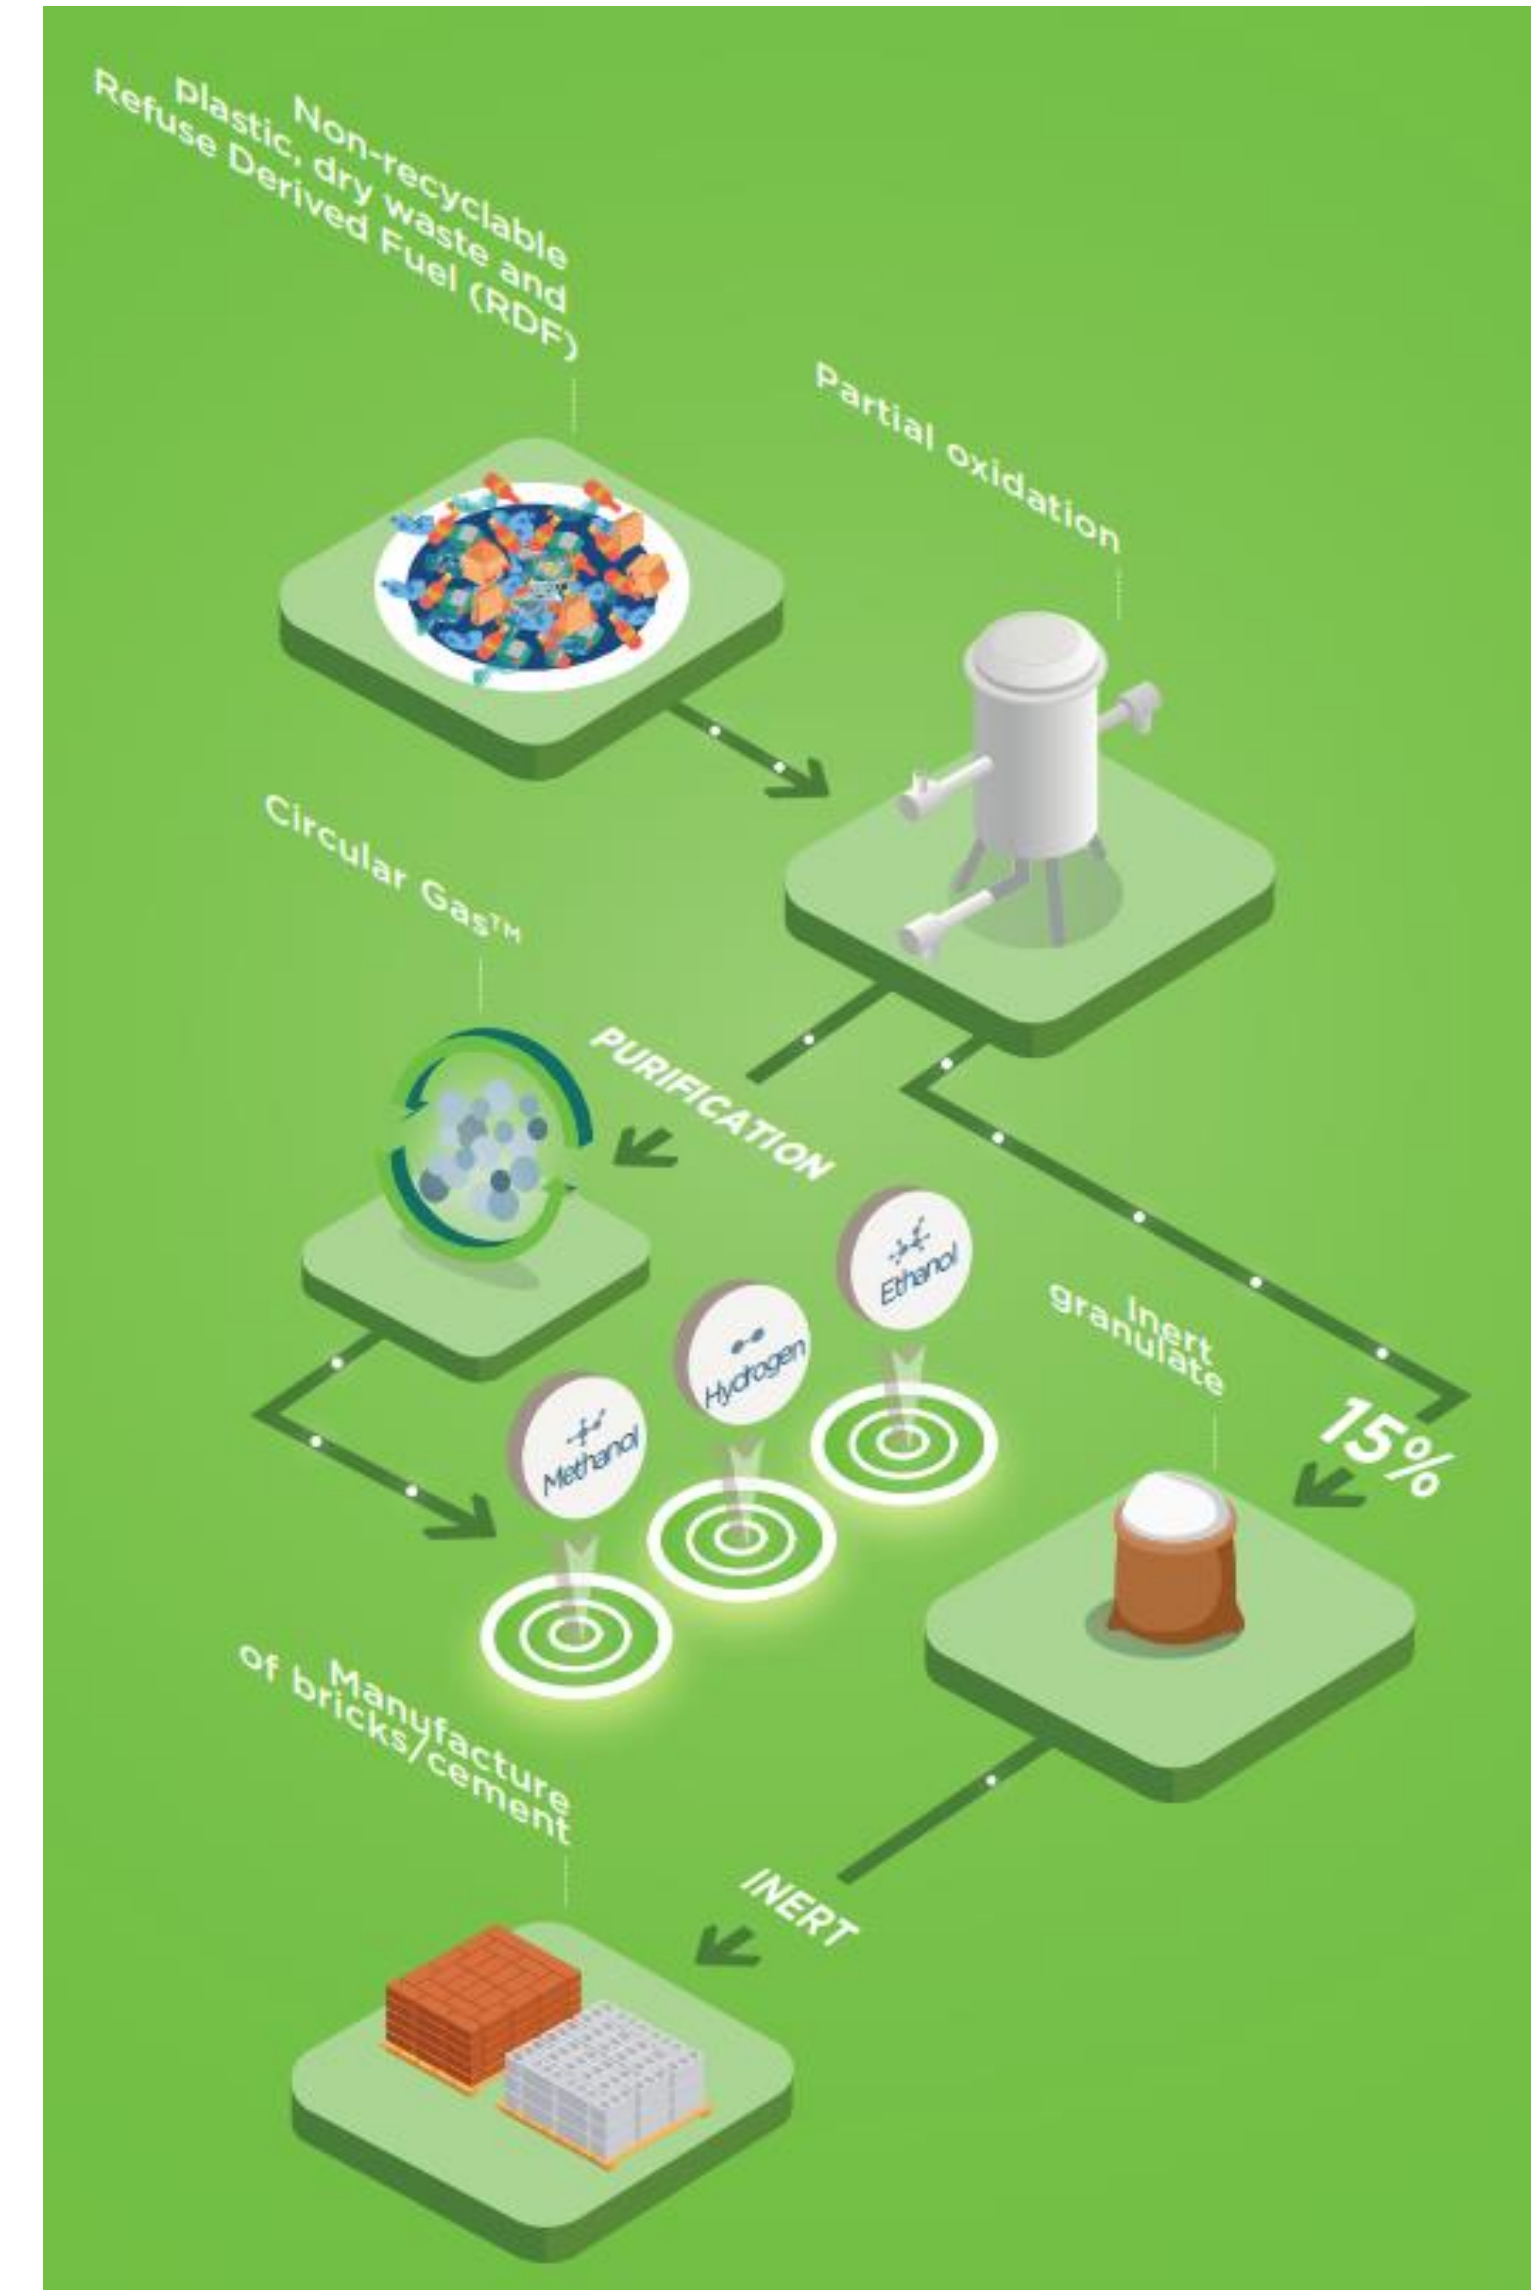 Non-recyclable
plastic, dry waste and
Refuse Derived Fuel (RDF)
Partial oxidation
Circular Gas™
PURIFICATION
Ethanol
Hydrogen
Methanol
Inert
granulate
15%
Manufacture
of bricks/cement
INERT